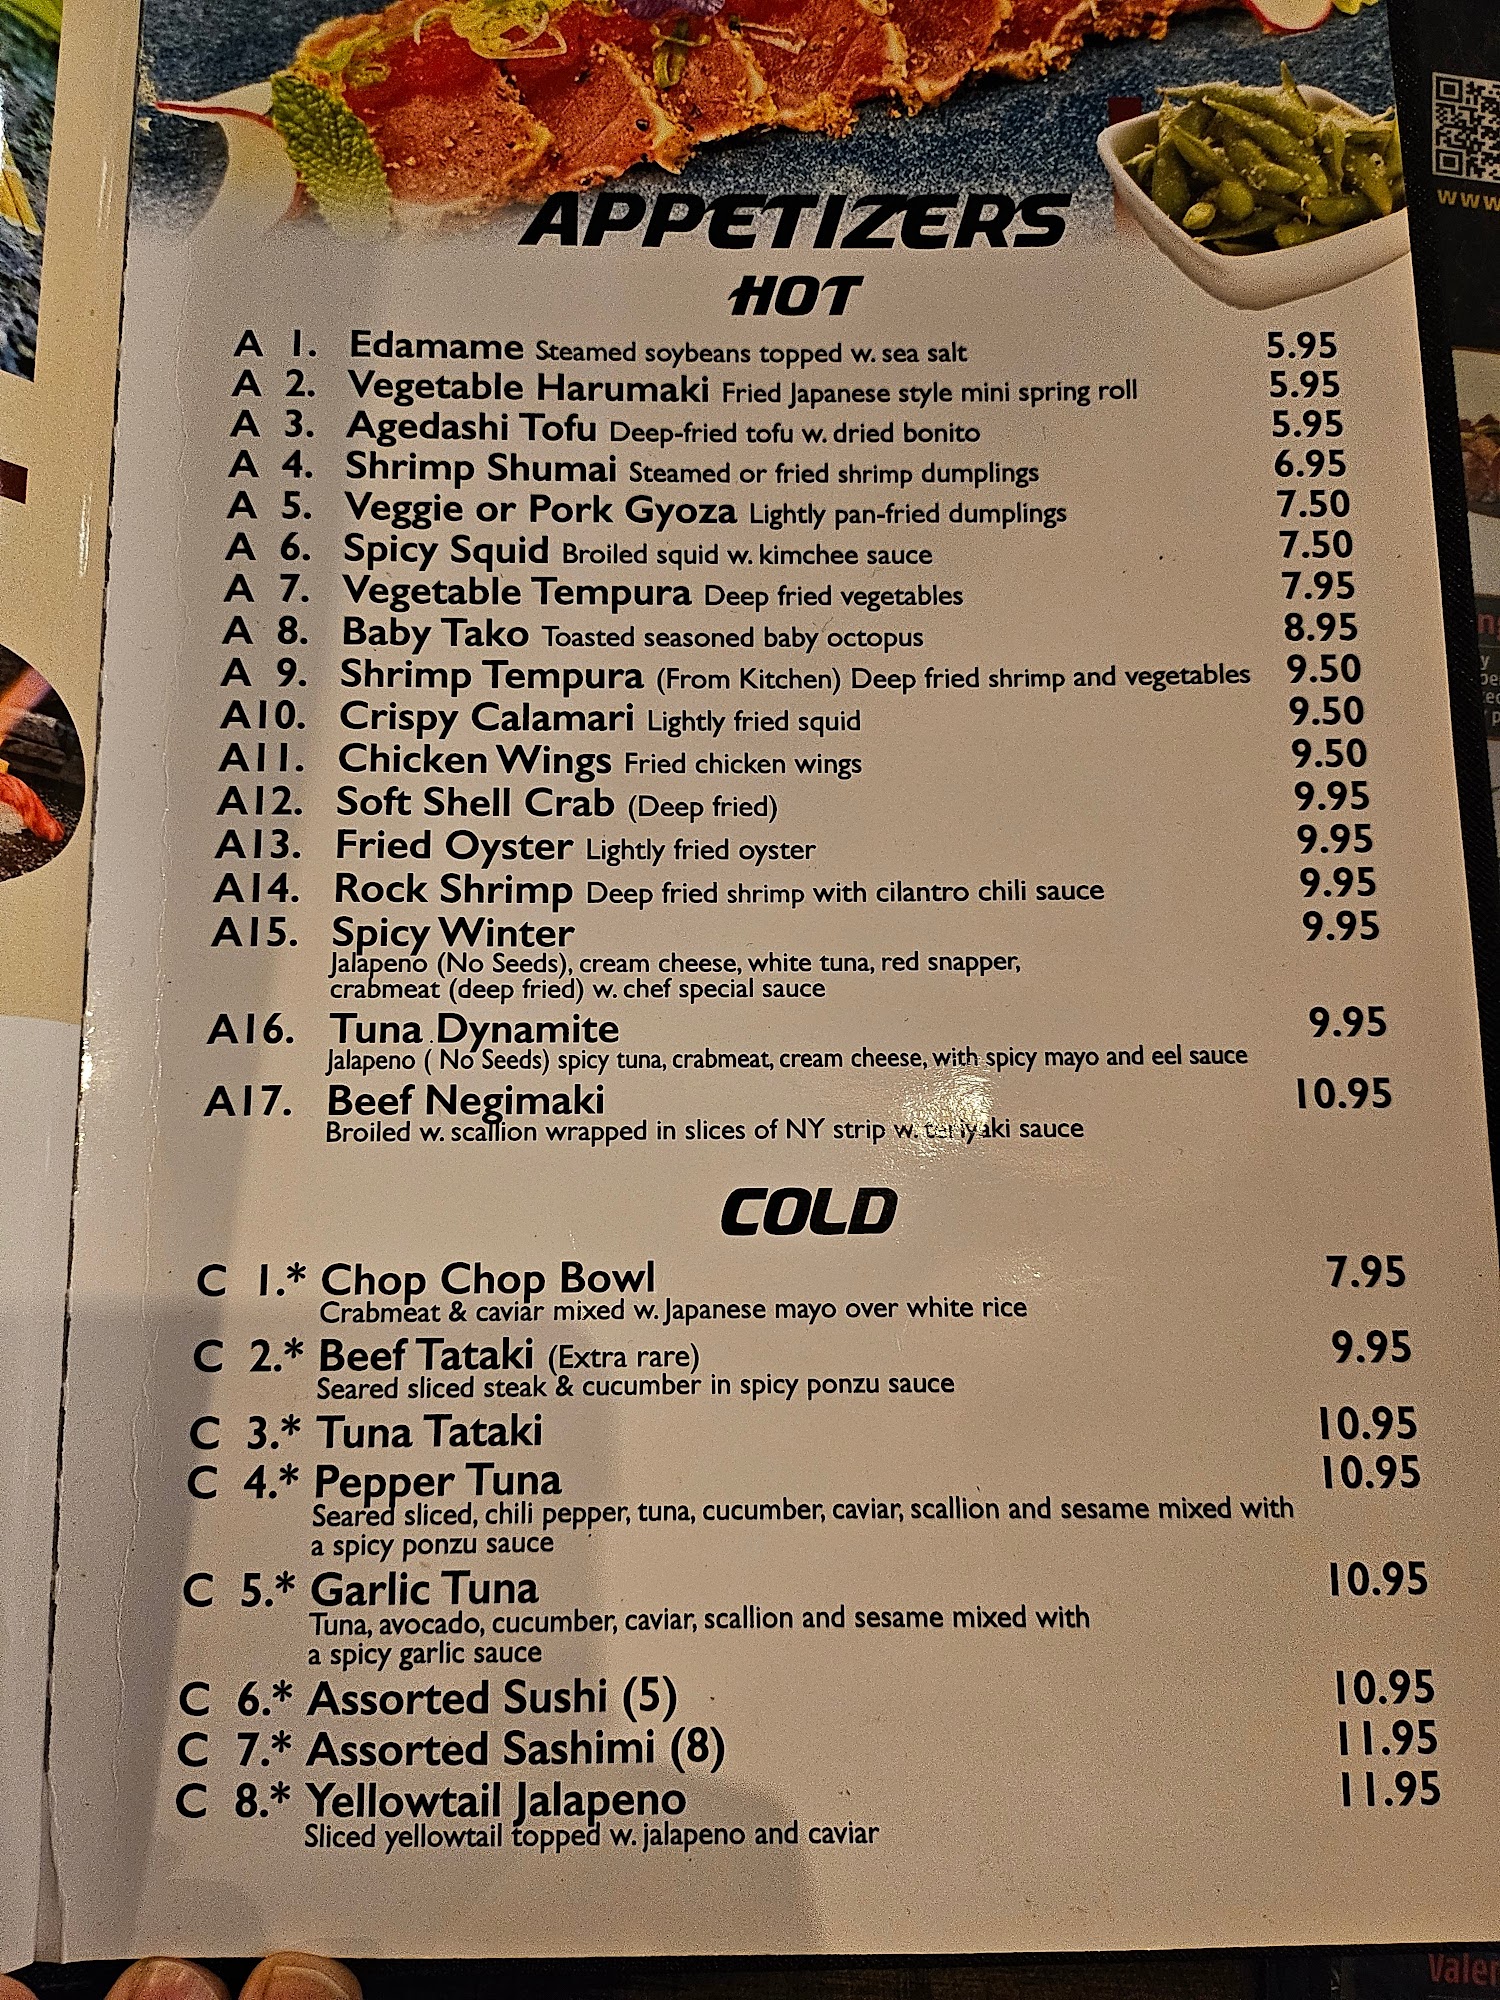 APPETIZERS
HOT
A 1. Edamame Steamed soybeans topped w. sea salt 5.95
A 2. Vegetable Harumaki Fried Japanese style mini spring roll 5.95
A 3. Agedashi Tofu Deep-fried tofu w. dried bonito 5.95
A 4. Shrimp Shumai Steamed or fried shrimp dumplings 6.95
A 5. Veggie or Pork Gyoza Lightly pan-fried dumplings 7.50
A 6. Spicy Squid Broiled squid w. kimchee sauce 7.50
A 7. Vegetable Tempura Deep fried vegetables 7.95
A 8. Baby Tako Toasted seasoned baby octopus 8.95
A 9. Shrimp Tempura (From Kitchen) Deep fried shrimp and vegetables 9.50
A10. Crispy Calamari Lightly fried squid 9.50
A11. Chicken Wings Fried chicken wings 9.50
A12. Soft Shell Crab (Deep fried) 9.95
A13. Fried Oyster Lightly fried oyster 9.95
A14. Rock Shrimp Deep fried shrimp with cilantro chili sauce 9.95
A15. Spicy Winter 9.95
Jalapeno (No Seeds), cream cheese, white tuna, red snapper,
crabmeat (deep fried) w. chef special sauce
A16. Tuna Dynamite 9.95
Jalapeno ( No Seeds) spicy tuna, crabmeat, cream cheese, with spicy mayo and eel sauce
A17. Beef Negimaki 10.95
Broiled w. scallion wrapped in slices of NY strip w. teriyaki sauce
COLD
C 1.* Chop Chop Bowl 7.95
Crabmeat & caviar mixed w. Japanese mayo over white rice
C 2.* Beef Tataki (Extra rare) 9.95
Seared sliced steak & cucumber in spicy ponzu sauce
C 3.* Tuna Tataki 10.95
C 4.* Pepper Tuna 10.95
Seared sliced, chili pepper, tuna, cucumber, caviar, scallion and sesame mixed with
a spicy ponzu sauce
C 5.* Garlic Tuna 10.95
Tuna, avocado, cucumber, caviar, scallion and sesame mixed with
a spicy garlic sauce
C 6.* Assorted Sushi (5) 10.95
C 7.* Assorted Sashimi (8) 11.95
C 8.* Yellowtail Jalapeno 11.95
Sliced yellowtail topped w. jalapeno and caviar
www
Valen